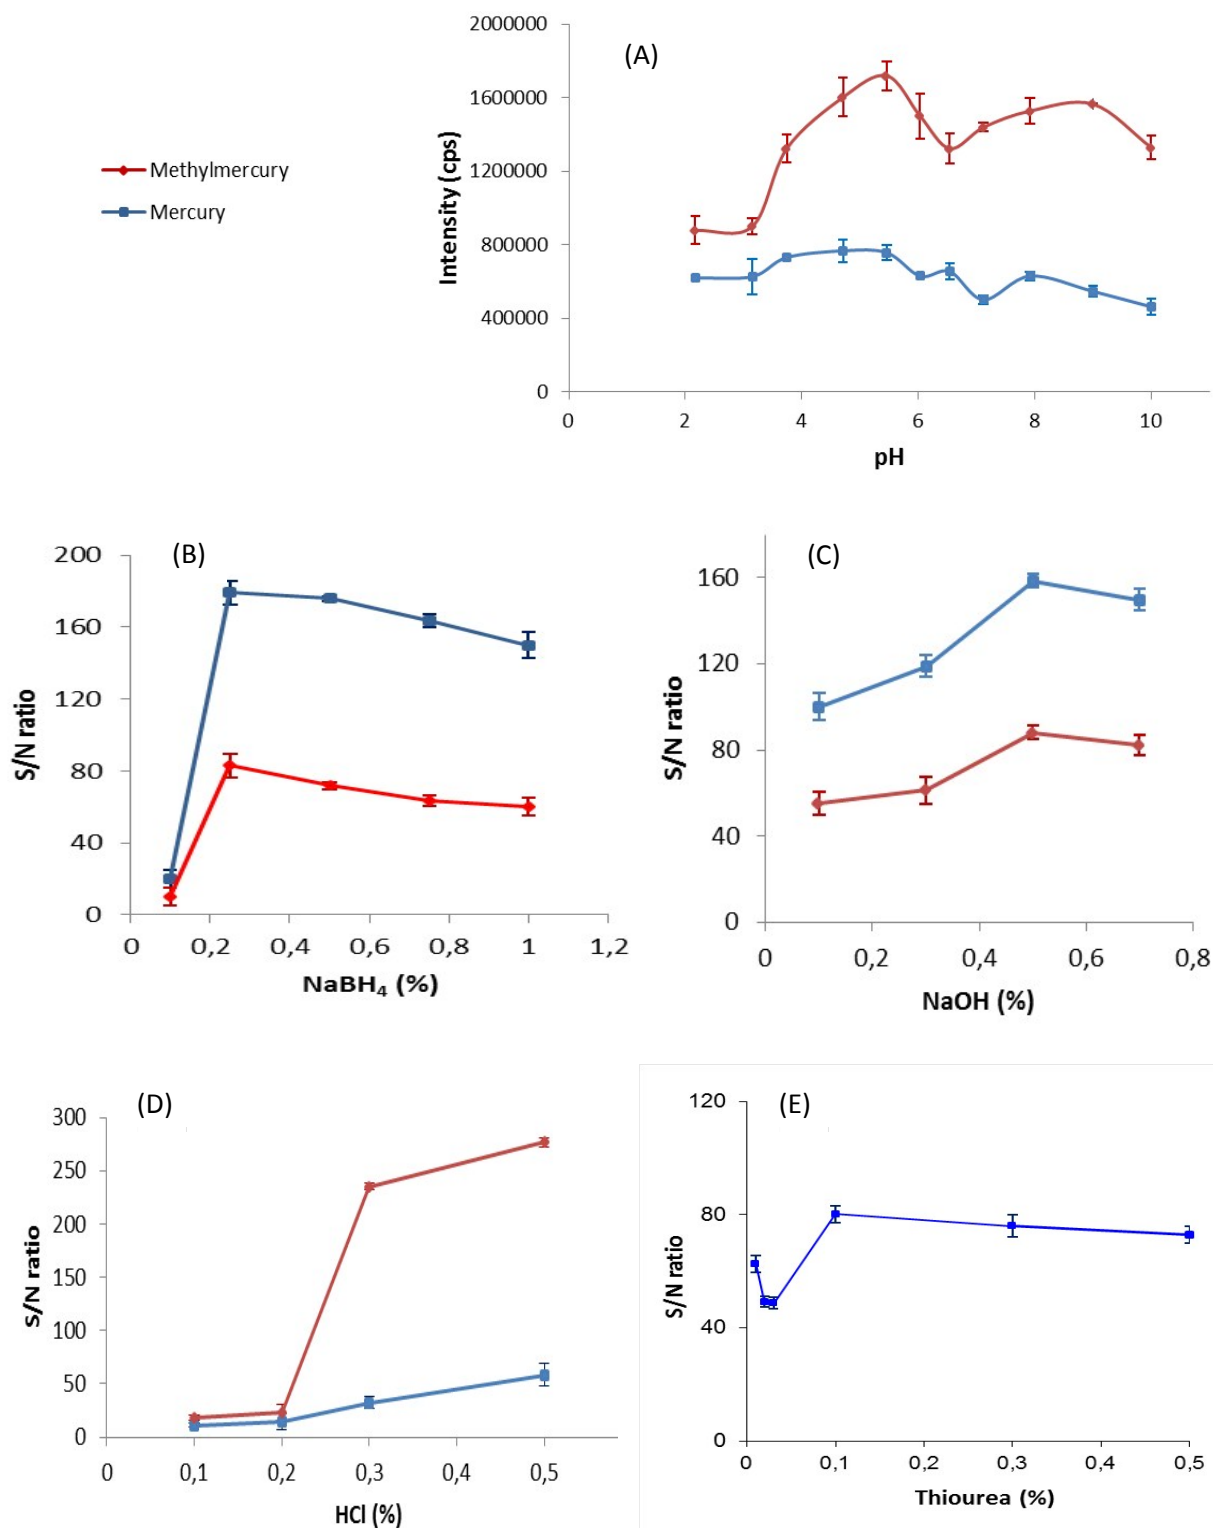 (A)
2000000
1600000
1200000
800000
400000
0
Intensity (cps)
0 2 4 6 8 10
pH
Methylmercury
Mercury
(B)
200
160
120
80
40
0
S/N ratio
0 0,2 0,4 0,6 0,8 1 1,2
NaBH₄ (%)
(C)
160
120
80
40
0
S/N ratio
0 0,2 0,4 0,6 0,8
NaOH (%)
(D)
300
250
200
150
100
50
0
S/N ratio
0 0,1 0,2 0,3 0,4 0,5
HCl (%)
(E)
120
80
40
0
S/N ratio
0 0,1 0,2 0,3 0,4 0,5
Thiourea (%)